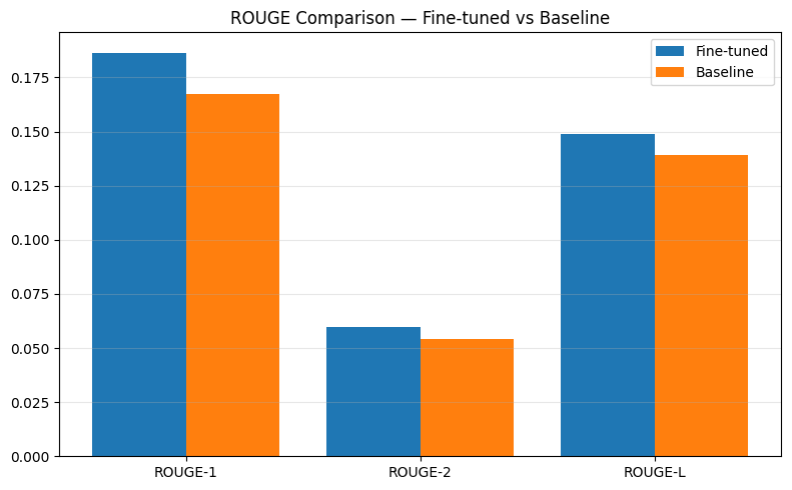 ROUGE Comparison — Fine-tuned vs Baseline
Fine-tuned
Baseline
0.175
0.150
0.125
0.100
0.075
0.050
0.025
0.000
ROUGE-1 ROUGE-2 ROUGE-L